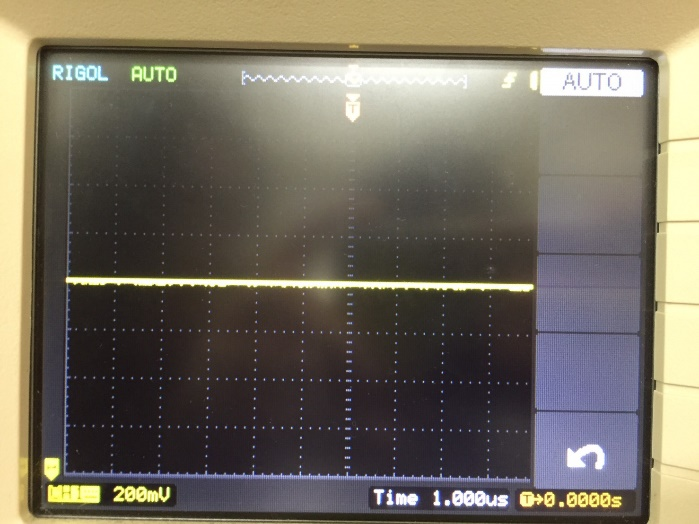 RIGOL AUTO
T
AUTO
200mV Time 1.000us T→0.0000s